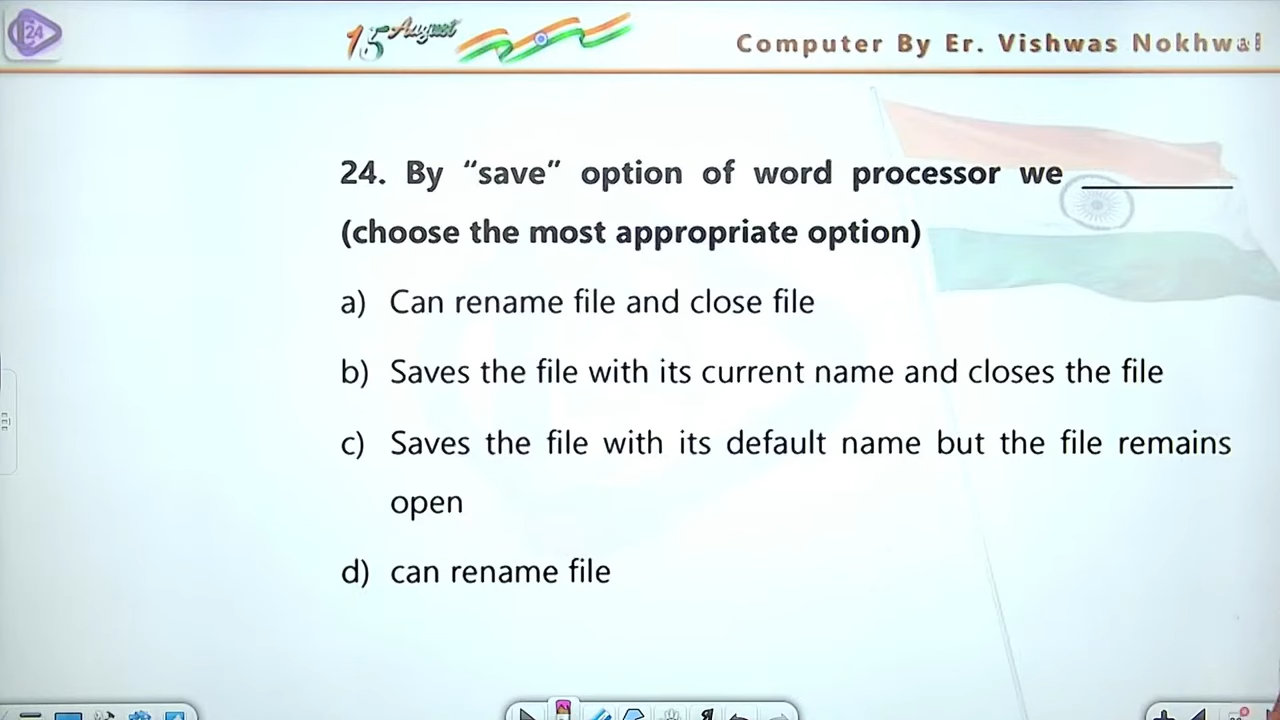 24
15 August
Computer By Er. Vishwas Nokhwal
24. By “save” option of word processor we ________
(choose the most appropriate option)
a) Can rename file and close file
b) Saves the file with its current name and closes the file
c) Saves the file with its default name but the file remains
open
d) can rename file